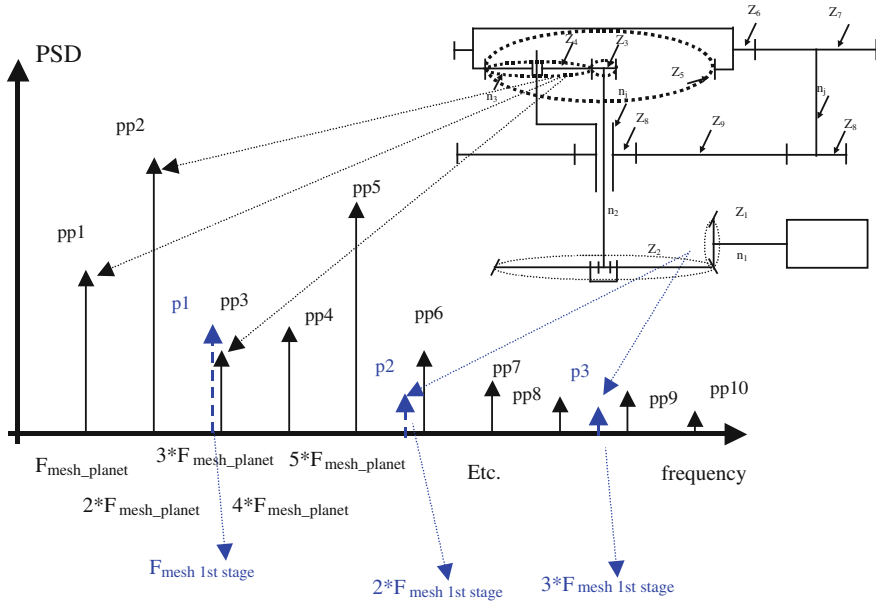 PSD
Z6
Z7
Z4
Z3
Z5
n3
ni
nj
Z8
Z9
Z8
pp2
pp5
pp1
n2
Z1
Z2
n1
p1
pp3
pp4
pp6
p2
pp7
p3
pp8
pp9
pp10
Fmesh_planet
3*Fmesh_planet
5*Fmesh_planet
Etc.
frequency
2*Fmesh_planet
4*Fmesh_planet
Fmesh 1st stage
2*Fmesh 1st stage
3*Fmesh 1st stage